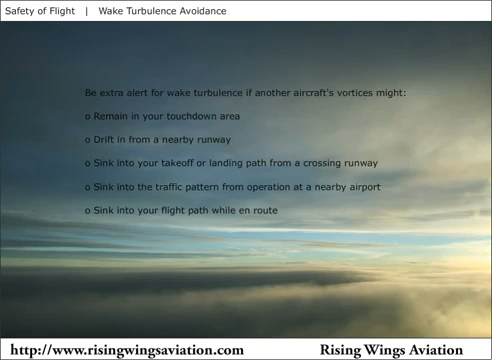 Safety of Flight | Wake Turbulence Avoidance
Be extra alert for wake turbulence if another aircraft's vortices might:
o Remain in your touchdown area
o Drift in from a nearby runway
o Sink into your takeoff or landing path from a crossing runway
o Sink into the traffic pattern from operation at a nearby airport
o Sink into your flight path while en route
http://www.risingwingsaviation.com Rising Wings Aviation